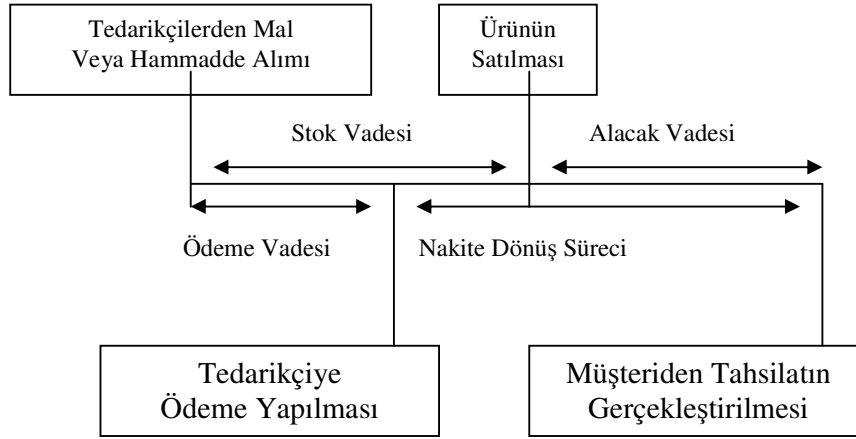 Tedarikçilerden Mal
Veya Hammadde Alımı
Ürünün
Satılması
Stok Vadesi
Alacak Vadesi
Ödeme Vadesi
Nakite Dönüş Süreci
Tedarikçiye
Ödeme Yapılması
Müşteriden Tahsilatın
Gerçekleştirilmesi